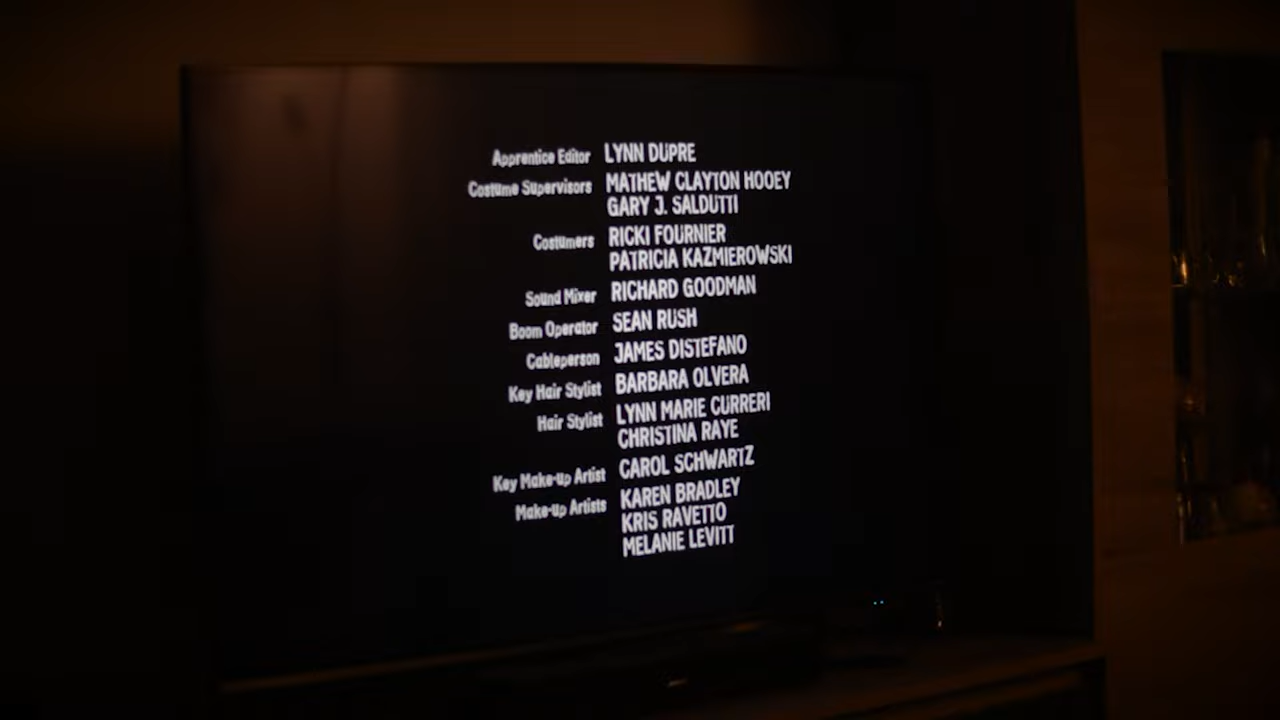 Apprentice Editor LYNN DUPRE
Costume Supervisors MATHEW CLAYTON HOOEY
GARY J. SALDUTTI
Costumers RICKI FOURNIER
PATRICIA KAZMIEROWSKI
Sound Mixer RICHARD GOODMAN
Boom Operator SEAN RUSH
Cableperson JAMES DISTEFANO
Key Hair Stylist BARBARA OLVERA
Hair Stylist LYNN MARIE CURRERI
CHRISTINA RAYE
Key Make-up Artist CAROL SCHWARTZ
Make-up Artists KAREN BRADLEY
KRIS RAVETTO
MELANIE LEVITT